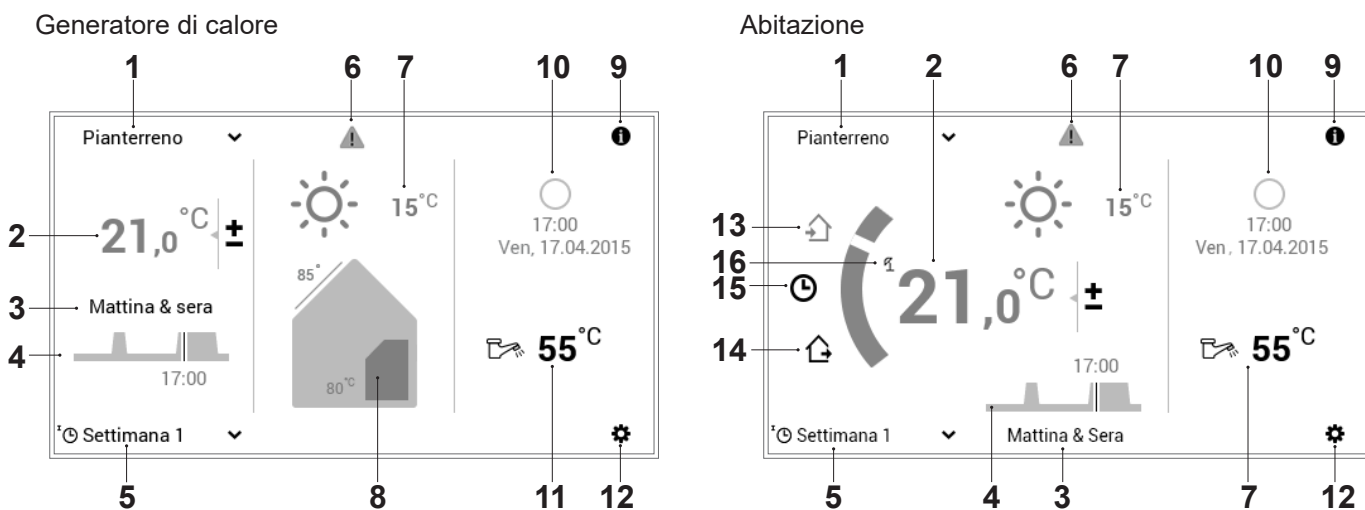 Generatore di calore
1 6 7 10 9
Pianterreno
15°C
2 21,0°C ±
17:00
Ven, 17.04.2015
85°
3 Mattina & sera
4
17:00
80°C
55°C
I Settimana 1
5 8 11 12
Abitazione
1 2 6 7 10 9
Pianterreno
15°C
13
17:00
Ven, 17.04.2015
16
15 21,0°C ±
14
17:00
55°C
I Settimana 1 Mattina & Sera
5 4 3 7 12